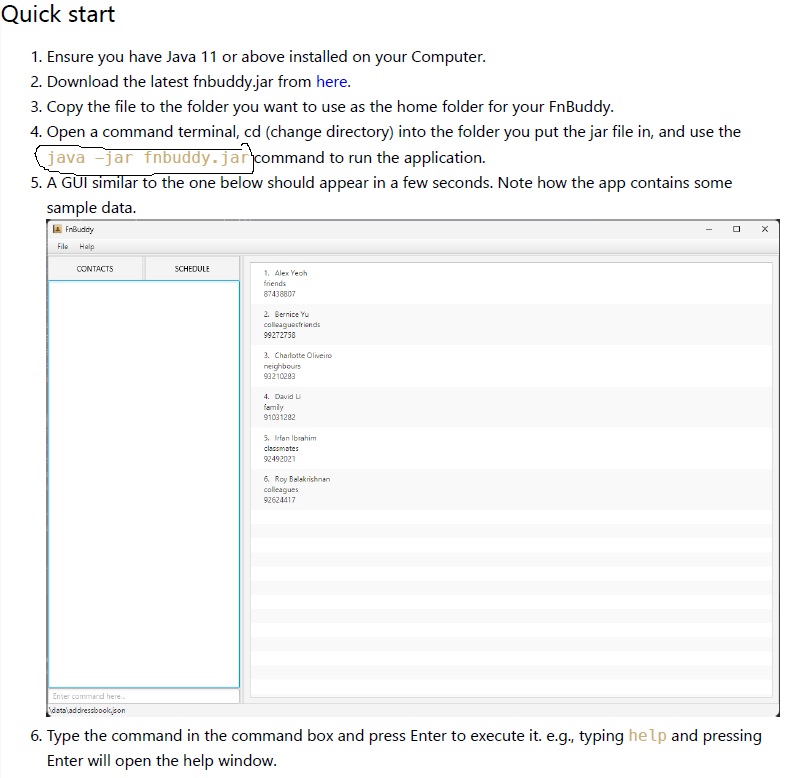 Quick start
1. Ensure you have Java 11 or above installed on your Computer.
2. Download the latest fnbuddy.jar from here.
3. Copy the file to the folder you want to use as the home folder for your FnBuddy.
4. Open a command terminal, cd (change directory) into the folder you put the jar file in, and use the
java –jar fnbuddy.jar command to run the application.
5. A GUI similar to the one below should appear in a few seconds. Note how the app contains some
sample data.
FnBuddy
File Help
CONTACTS SCHEDULE
1. Alex Yeoh
friends
87438807
2. Bernice Yu
colleaguesfriends
99272758
3. Charlotte Oliveiro
neighbours
93210283
4. David Li
family
91031282
5. Irfan Ibrahim
classmates
92492021
6. Roy Balakrishnan
colleagues
92624417
Enter command here...
\data\addressbook.json
6. Type the command in the command box and press Enter to execute it. e.g., typing help and pressing
Enter will open the help window.